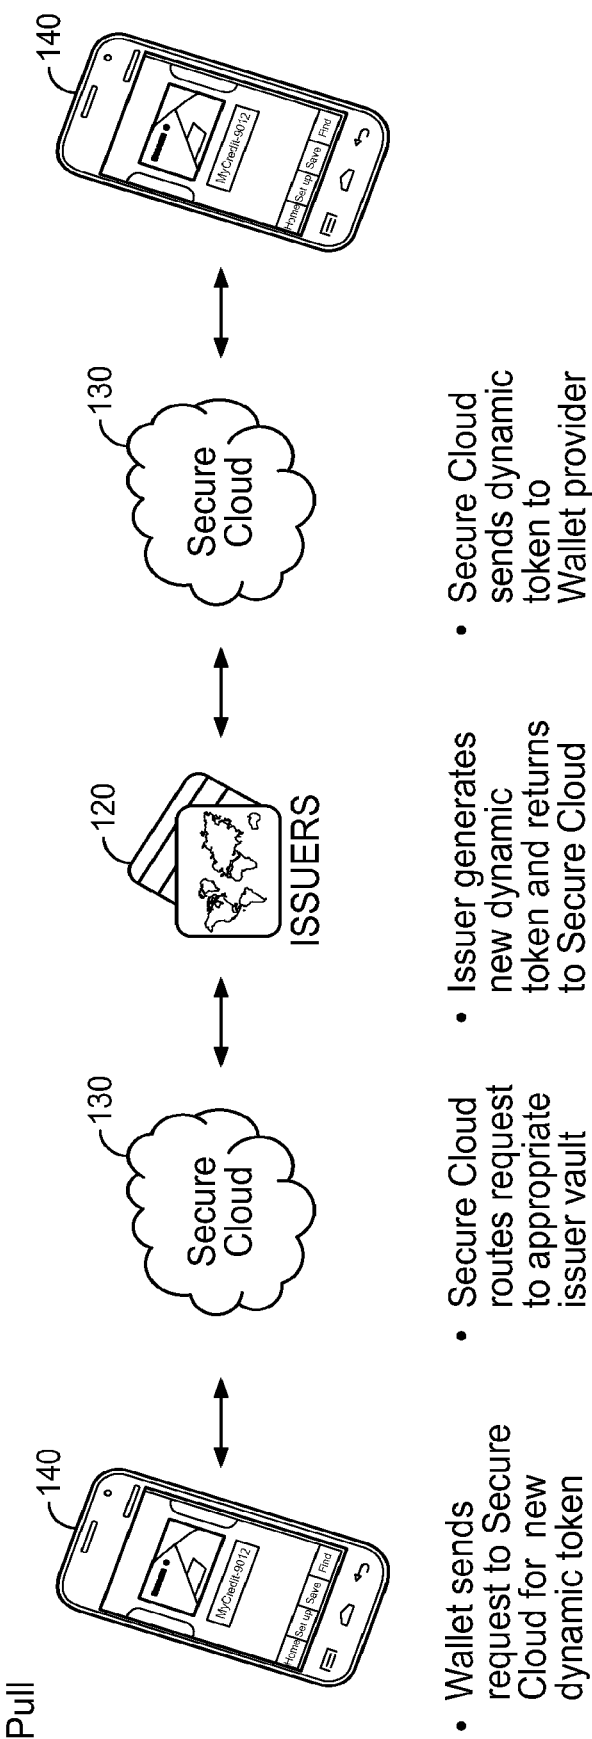 Pull
140
MyCredit-9012
Home Set up Save Find
130
Secure
Cloud
120
ISSUERS
130
Secure
Cloud
140
MyCredit-9012
Home Set up Save Find
• Wallet sends
request to Secure
Cloud for new
dynamic token
• Secure Cloud
routes request
to appropriate
issuer vault
• Issuer generates
new dynamic
token and returns
to Secure Cloud
• Secure Cloud
sends dynamic
token to
Wallet provider